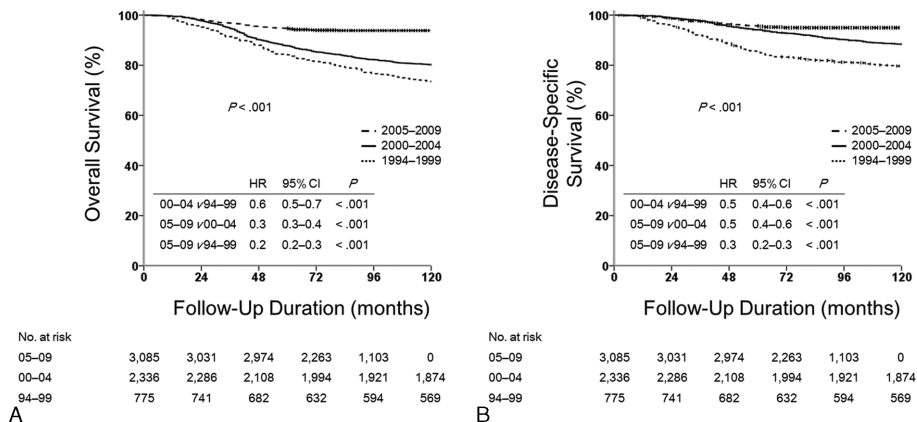 100
80
60
40
20
0
Overall Survival (%)
P < .001
2005–2009
2000–2004
1994–1999
HR 95% CI P
00–04 v 94–99 0.6 0.5–0.7 < .001
05–09 v 00–04 0.3 0.3–0.4 < .001
05–09 v 94–99 0.2 0.2–0.3 < .001
0 24 48 72 96 120
Follow-Up Duration (months)
No. at risk
05–09 3,085 3,031 2,974 2,263 1,103 0
00–04 2,336 2,286 2,108 1,994 1,921 1,874
94–99 775 741 682 632 594 569
A
100
80
60
40
20
0
Disease-Specific
Survival (%)
P < .001
2005–2009
2000–2004
1994–1999
HR 95% CI P
00–04 v 94–99 0.5 0.4–0.6 < .001
05–09 v 00–04 0.5 0.4–0.6 < .001
05–09 v 94–99 0.3 0.2–0.3 < .001
0 24 48 72 96 120
Follow-Up Duration (months)
No. at risk
05–09 3,085 3,031 2,974 2,263 1,103 0
00–04 2,336 2,286 2,108 1,994 1,921 1,874
94–99 775 741 682 632 594 569
B